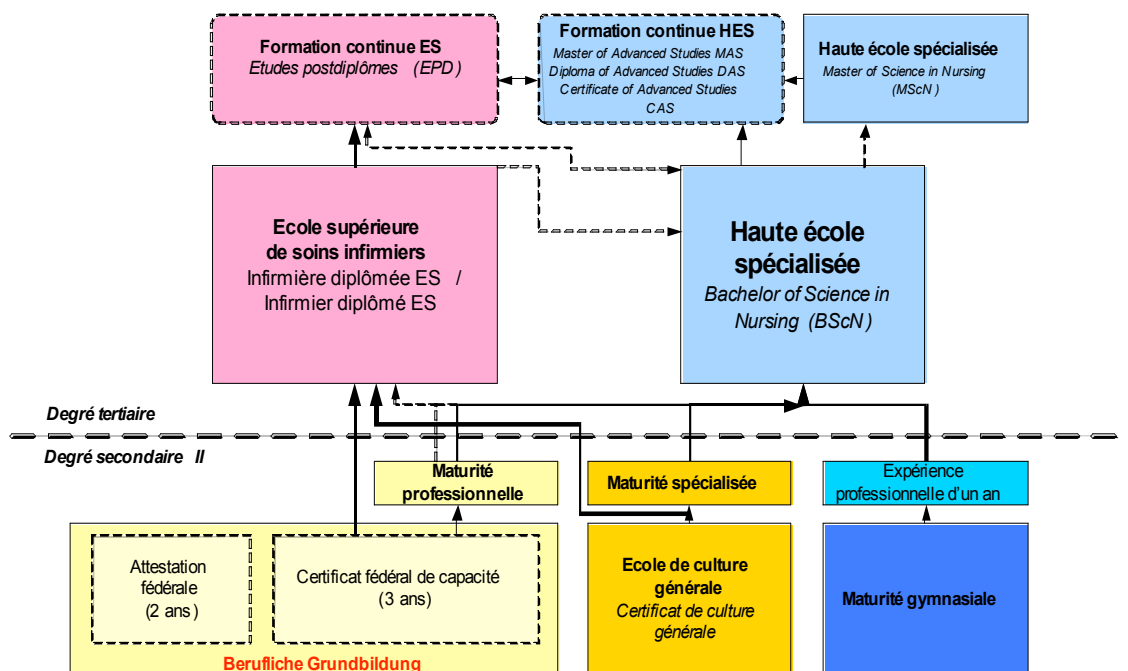 Formation continue ES
Etudes postdiplômes (EPD)
Formation continue HES
Master of Advanced Studies MAS
Diploma of Advanced Studies DAS
Certificate of Advanced Studies
CAS
Haute école spécialisée
Master of Science in Nursing
(MScN)
Ecole supérieure
de soins infirmiers
Infirmière diplômée ES /
Infirmier diplômé ES
Haute école
spécialisée
Bachelor of Science in
Nursing (BScN)
Degré tertiaire
Degré secondaire II
Maturité
professionnelle
Maturité spécialisée
Expérience
professionnelle d'un an
Attestation
fédérale
(2 ans)
Certificat fédéral de capacité
(3 ans)
Ecole de culture
générale
Certificat de culture
générale
Maturité gymnasiale
Berufliche Grundbildung